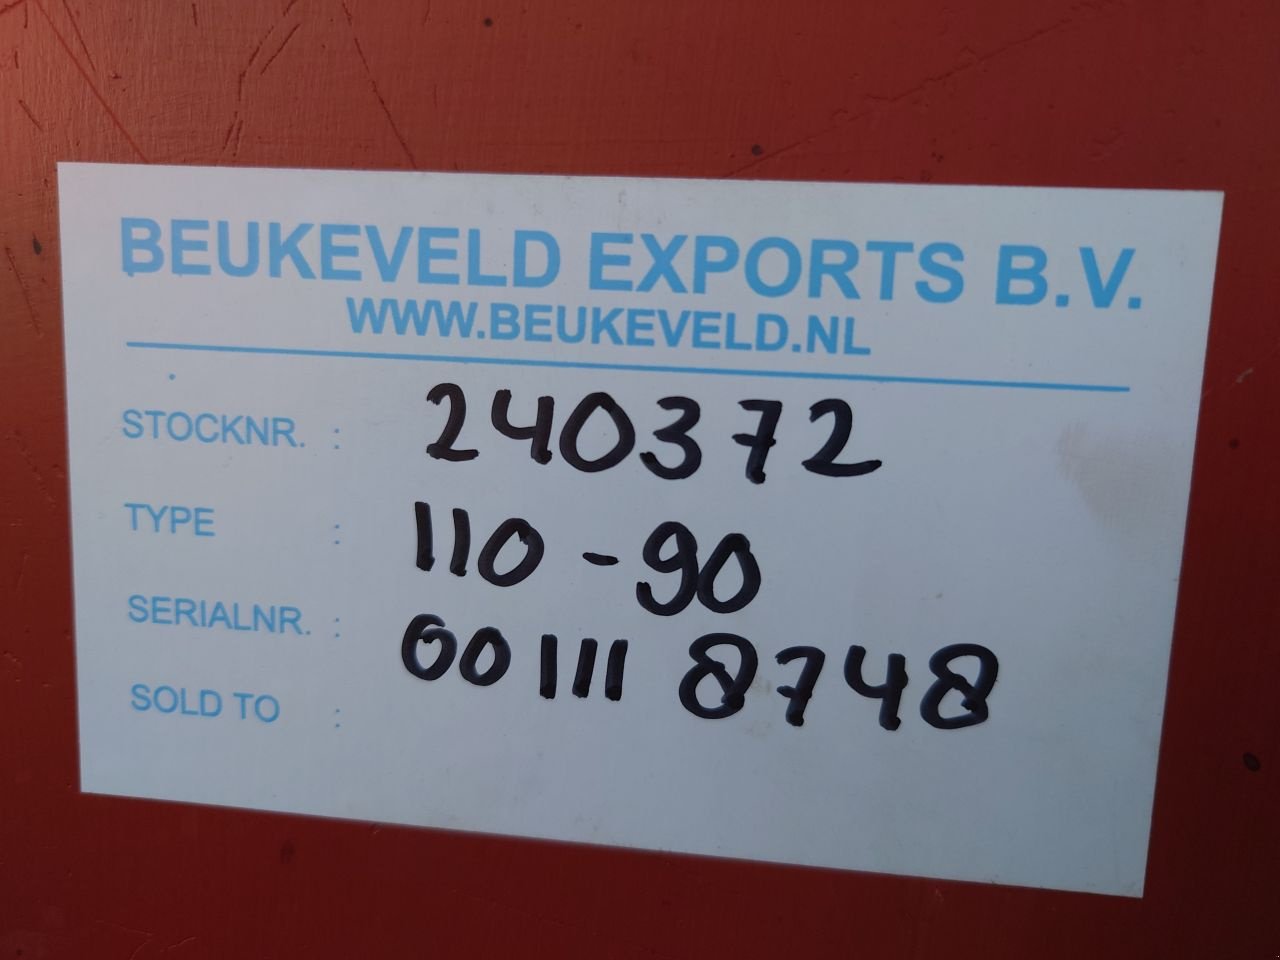 BEUKEVELD EXPORTS B.V.
WWW.BEUKEVELD.NL
STOCKNR. : 240372
TYPE : 110-90
SERIALNR. : 00111 8748
SOLD TO :